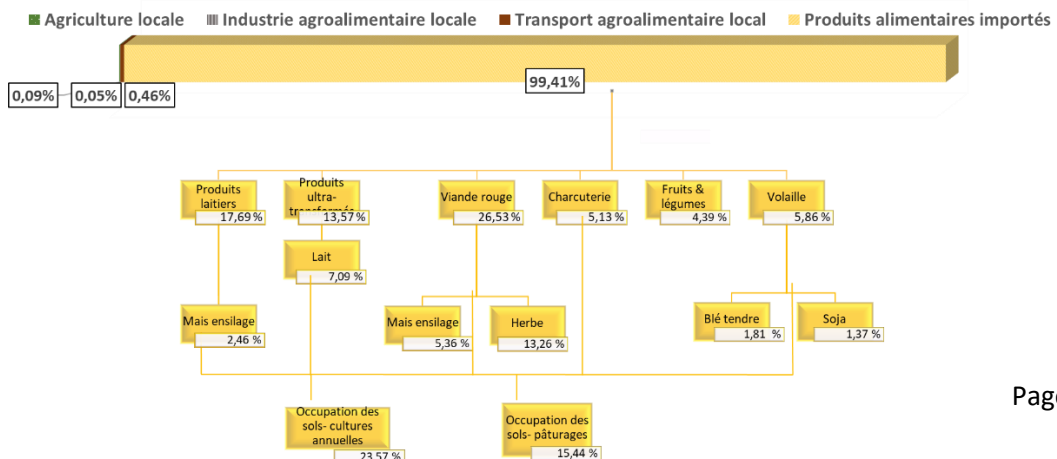 Agriculture locale Industrie agroalimentaire locale Transport agroalimentaire local Produits alimentaires importés
99,41%
0,09% 0,05% 0,46%
Produits
laitiers
17,69 %
Produits
ultra-
transformés
13,57 %
Viande rouge
26,53 %
Charcuterie
5,13 %
Fruits &
légumes
4,39 %
Volaille
5,86 %
Lait
7,09 %
Mais ensilage
2,46 %
Mais ensilage
5,36 %
Herbe
13,26 %
Blé tendre
1,81 %
Soja
1,37 %
Page
Occupation des
sols- cultures
annuelles
23,57 %
Occupation des
sols- pâturages
15,44 %